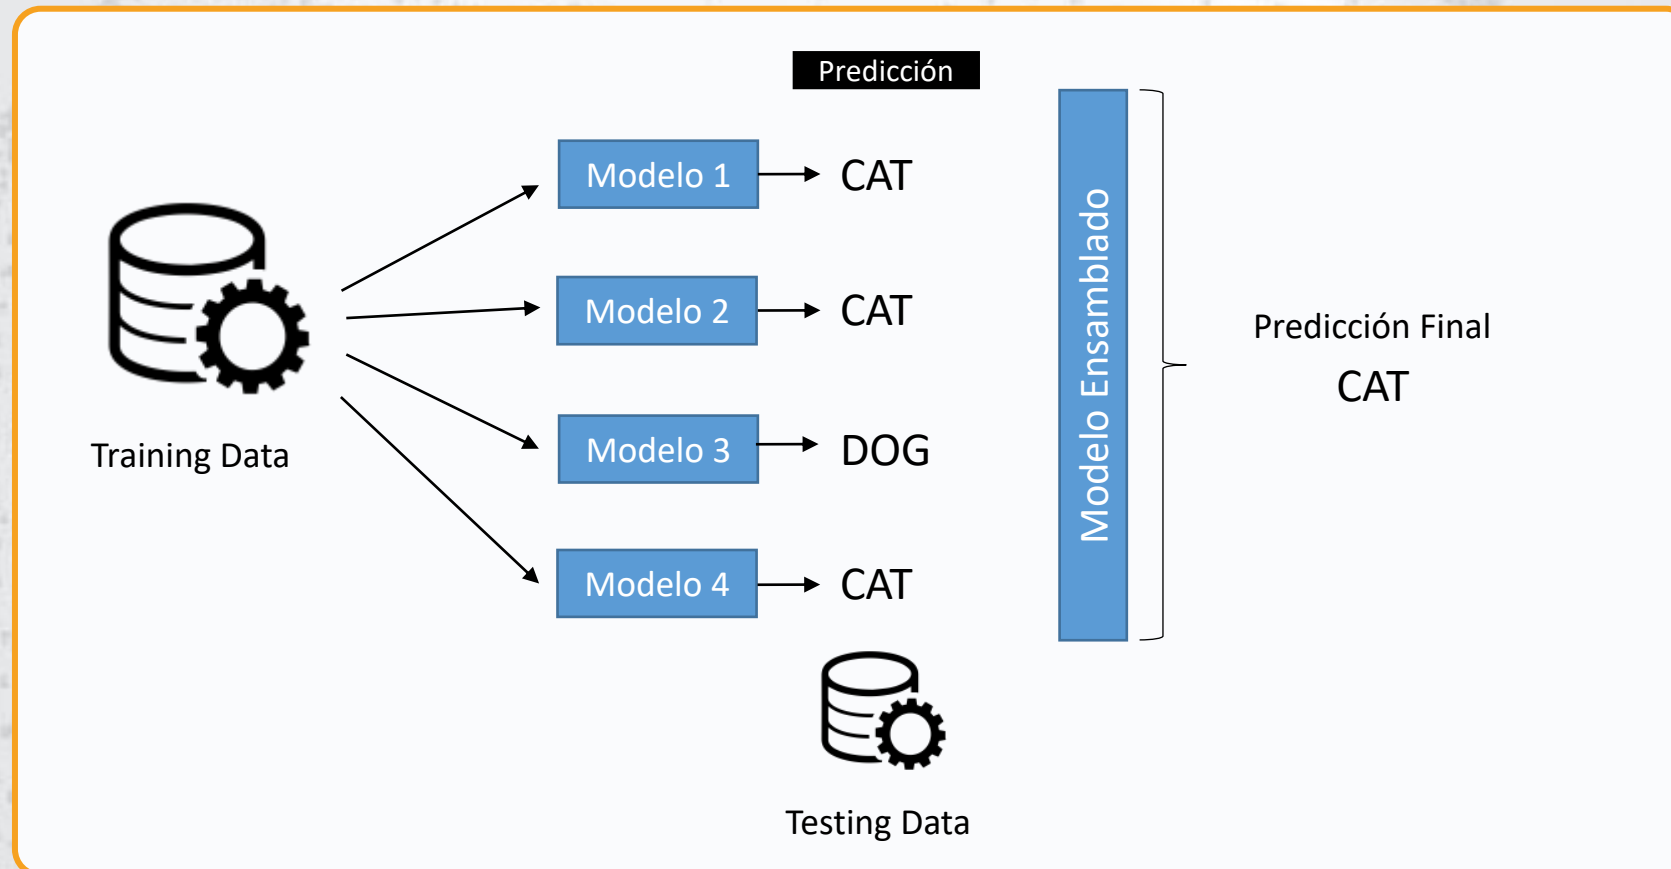 Predicción
Modelo 1
CAT
Modelo 2
CAT
Modelo 3
DOG
Modelo 4
CAT
Training Data
Testing Data
Modelo Ensamblado
Predicción Final
CAT